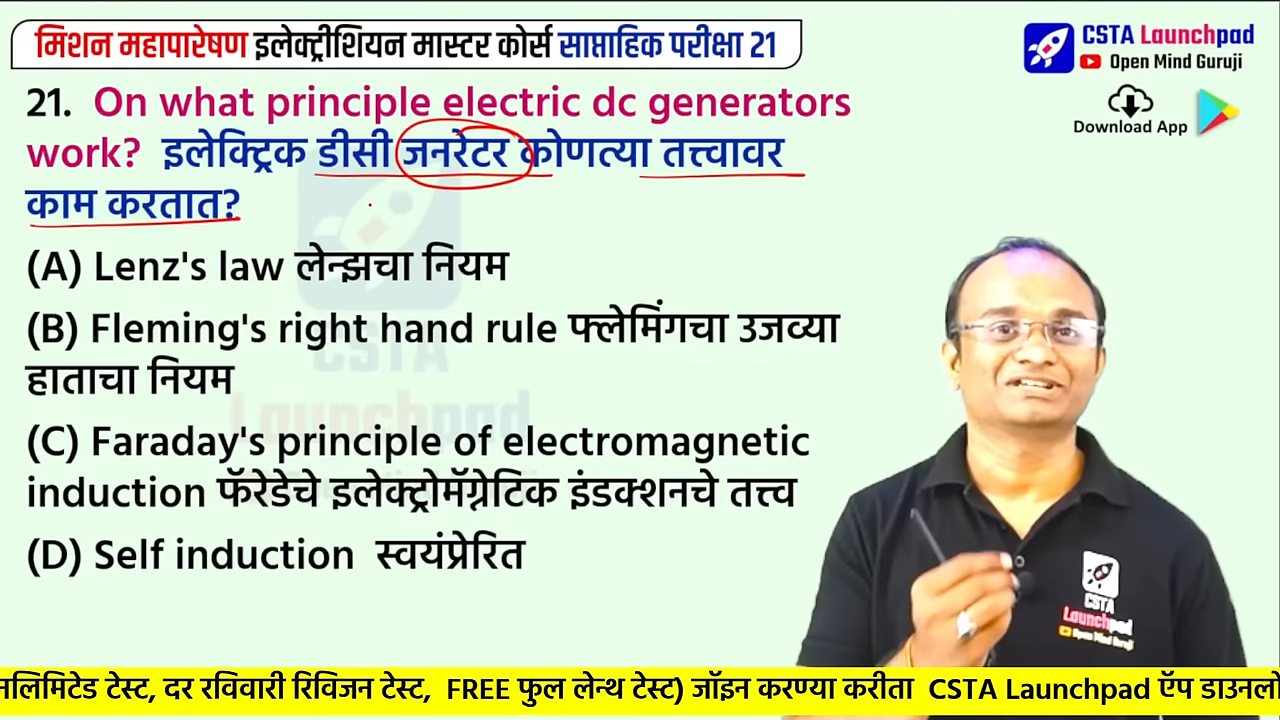 मिशन महापारेषण इलेक्ट्रीशियन मास्टर कोर्स साप्ताहिक परीक्षा 21
CSTA Launchpad
Open Mind Guruji
Download App
21. On what principle electric dc generators
work? इलेक्ट्रिक डीसी जनरेटर कोणत्या तत्त्वावर
काम करतात?
(A) Lenz's law लेन्झचा नियम
(B) Fleming's right hand rule फ्लेमिंगचा उजव्या
हाताचा नियम
(C) Faraday's principle of electromagnetic
induction फॅरेडेचे इलेक्ट्रोमॅग्नेटिक इंडक्शनचे तत्त्व
(D) Self induction स्वयंप्रेरित
CSTA
Launchpad
CSTA
Launchpad
Open Mind Guruji
टेस्ट, दर रविवारी रिविजन टेस्ट, FREE फुल लेन्थ टेस्ट) जॉइन करण्या करीता CSTA Launchpad ऍप